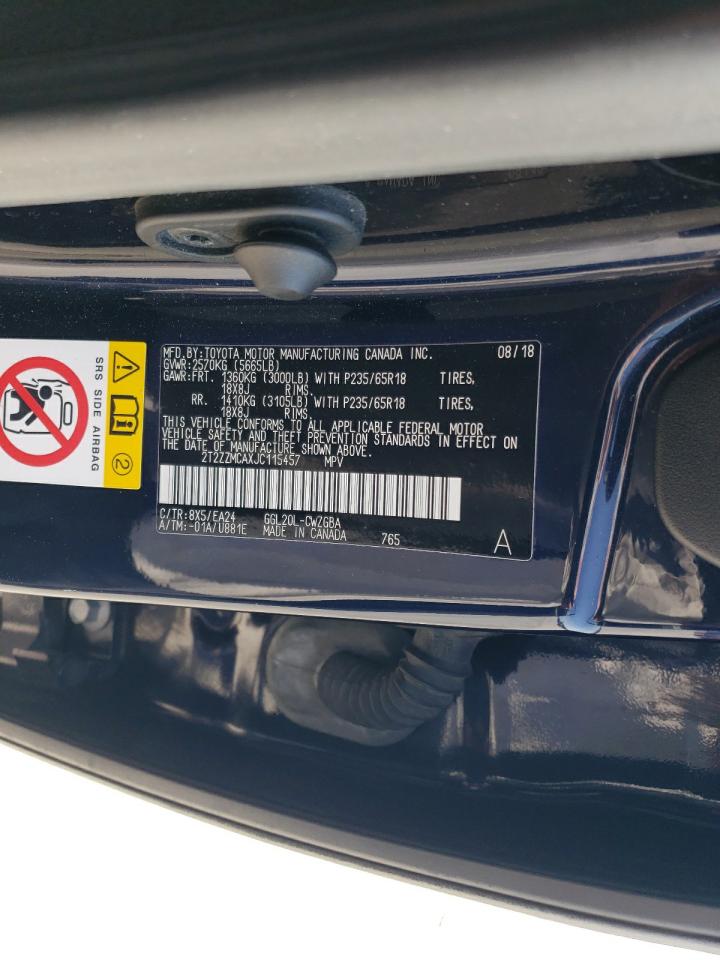 MFD.BY:TOYOTA MOTOR MANUFACTURING CANADA INC. 08/18
GVWR:2570KG (5665LB)
GAWR:FRT. 1360KG (3000LB) WITH P235/65R18 TIRES,
18X8J RIMS
RR. 1410KG (3105LB) WITH P235/65R18 TIRES,
18X8J RIMS
THIS VEHICLE CONFORMS TO ALL APPLICABLE FEDERAL MOTOR
VEHICLE SAFETY AND THEFT PREVENTION STANDARDS IN EFFECT ON
THE DATE OF MANUFACTURE SHOWN ABOVE.
2T2ZZMCAXJC115457 MPV
C/TR:8X5/EA24 GGL20L-CWZGBA
A/TM:-01A/U881E MADE IN CANADA 765 A
SRS SIDE AIRBAG
2